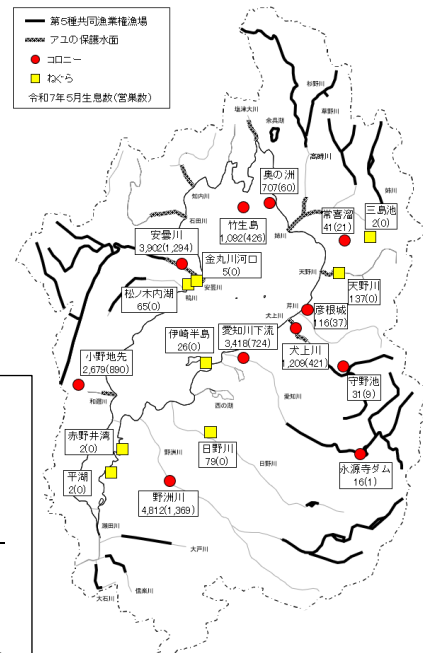 第5種共同漁業権漁場
アユの保護水面
コロニー
ねぐら
令和7年5月生息数(営巣数)
杉野川
草野川
塩津大川
余呉湖
高時川
姉川
知内川
石田川
奥の洲
707(60)
竹生島
1,092(426)
常喜溜
41(21)
三島池
2(0)
姉川
安曇川
3,902(1,294)
金丸川河口
5(0)
天野川
天野川
137(0)
松ノ木内湖
65(0)
安曇川
鴨川
芹川
彦根城
116(37)
伊崎半島
26(0)
愛知川下流
3,418(724)
犬上川
犬上川
1,209(421)
小野地先
2,679(890)
守野池
31(9)
和邇川
西の湖
愛知川
赤野井湾
2(0)
日野川
79(0)
野洲川
日野川
永源寺ダム
16(1)
平湖
2(0)
野洲川
4,812(1,369)
瀬田川
大戸川
大石川
信楽川